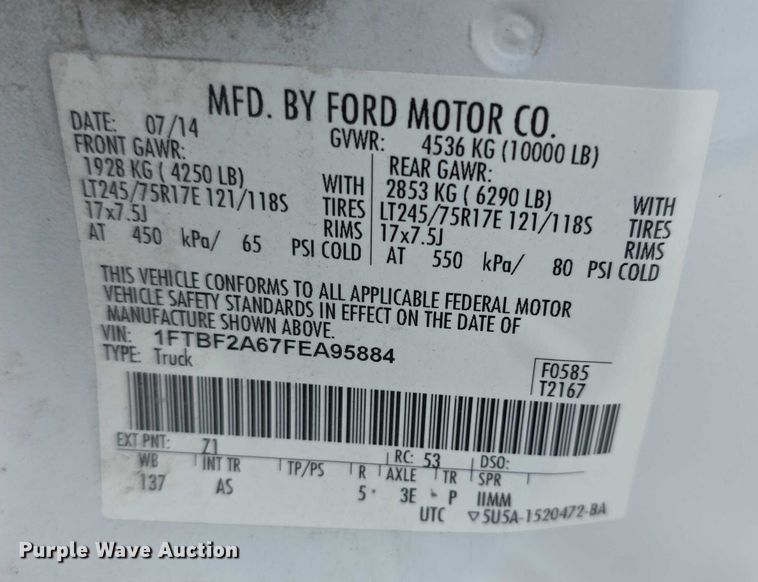 MFD. BY FORD MOTOR CO.
DATE: 07/14 GVWR: 4536 KG (10000 LB)
FRONT GAWR: REAR GAWR:
1928 KG ( 4250 LB) WITH 2853 KG ( 6290 LB) WITH
LT245/75R17E 121/118S TIRES LT245/75R17E 121/118S TIRES
17x7.5J RIMS 17x7.5J RIMS
AT 450 kPa/ 65 PSI COLD AT 550 kPa/ 80 PSI COLD
THIS VEHICLE CONFORMS TO ALL APPLICABLE FEDERAL MOTOR
VEHICLE SAFETY STANDARDS IN EFFECT ON THE DATE OF
MANUFACTURE SHOWN ABOVE.
VIN: 1FTBF2A67FEA95884
TYPE: Truck
F0585
T2167
EXT PNT: Z1 RC: 53 DSO:
WB INT TR TP/PS R AXLE TR SPR
137 AS 5 3E P IIMM
UTC ▽5U5A-1520472-BA
Purple Wave Auction